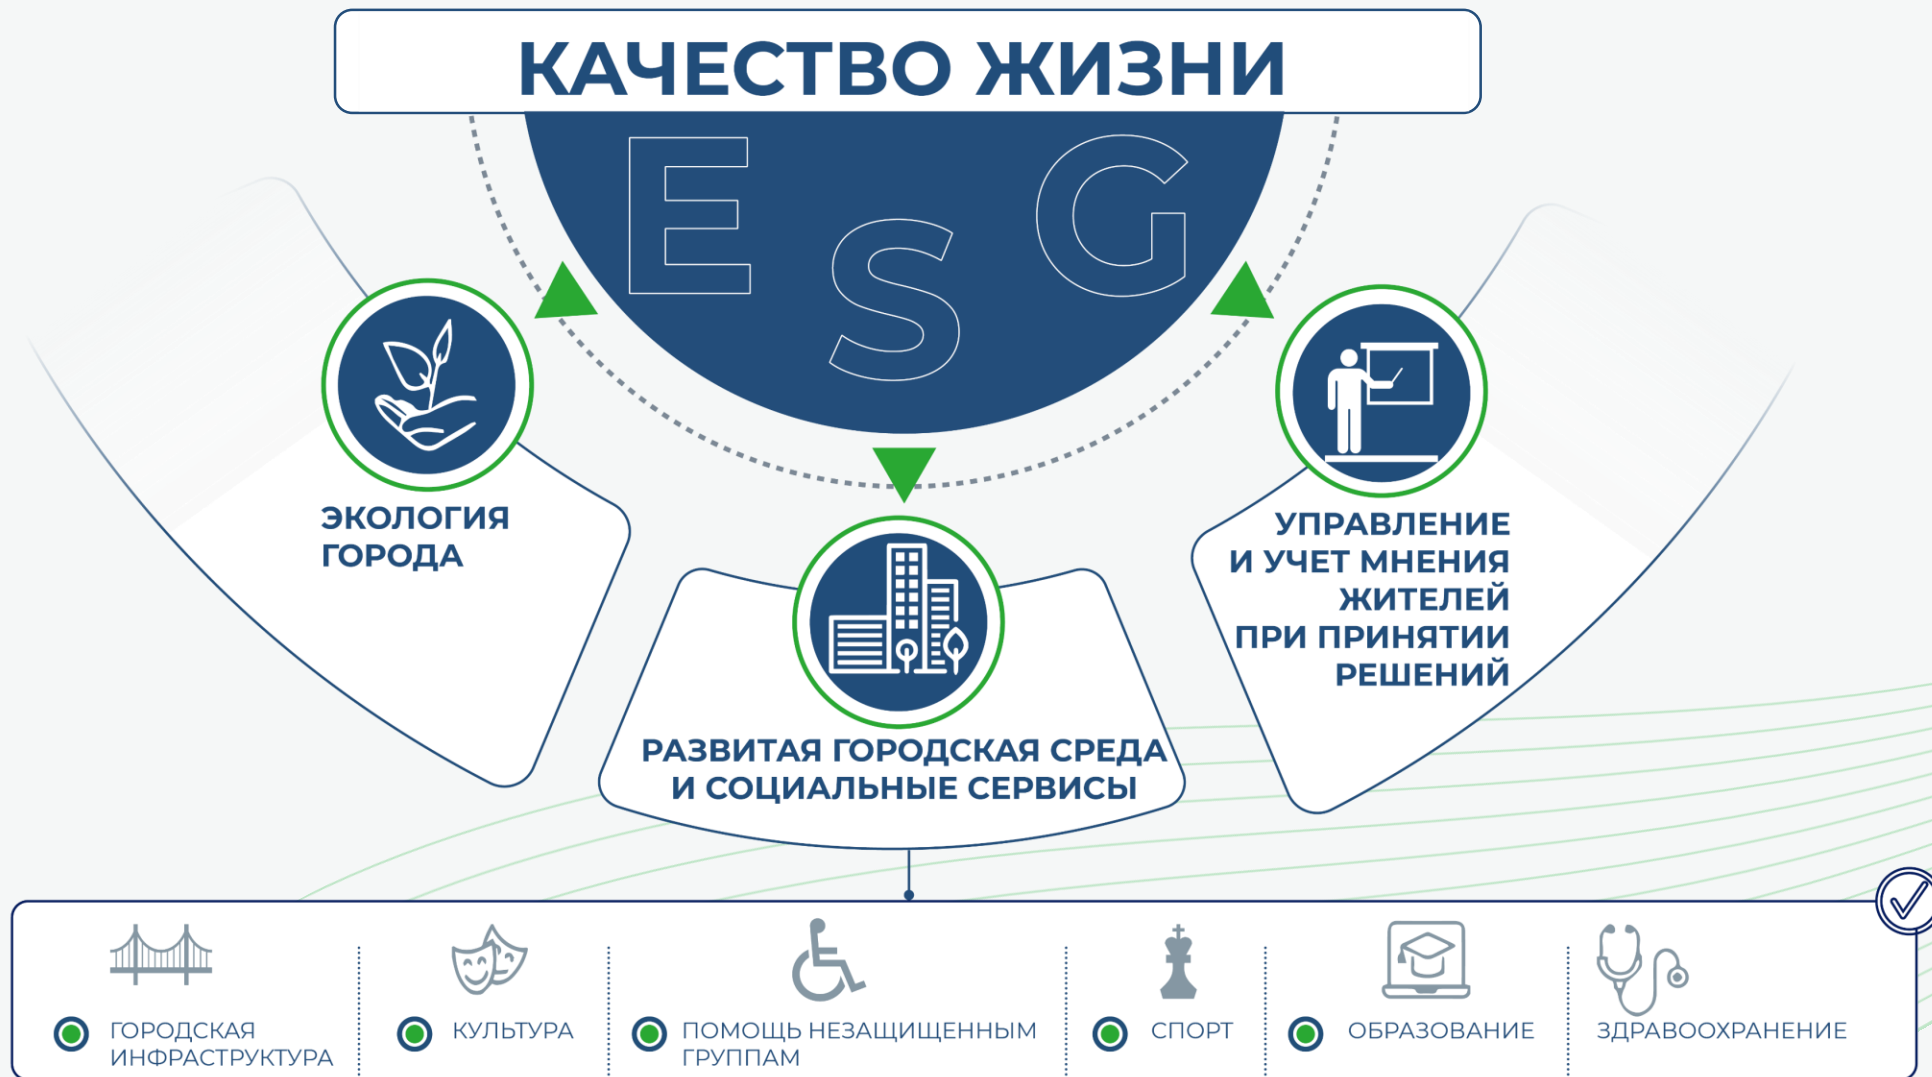 КАЧЕСТВО ЖИЗНИ
E S G
ЭКОЛОГИЯ
ГОРОДА
РАЗВИТАЯ ГОРОДСКАЯ СРЕДА
И СОЦИАЛЬНЫЕ СЕРВИСЫ
УПРАВЛЕНИЕ
И УЧЕТ МНЕНИЯ
ЖИТЕЛЕЙ
ПРИ ПРИНЯТИИ
РЕШЕНИЙ
ГОРОДСКАЯ
ИНФРАСТРУКТУРА
КУЛЬТУРА
ПОМОЩЬ НЕЗАЩИЩЕННЫМ
ГРУППАМ
СПОРТ
ОБРАЗОВАНИЕ
ЗДРАВООХРАНЕНИЕ